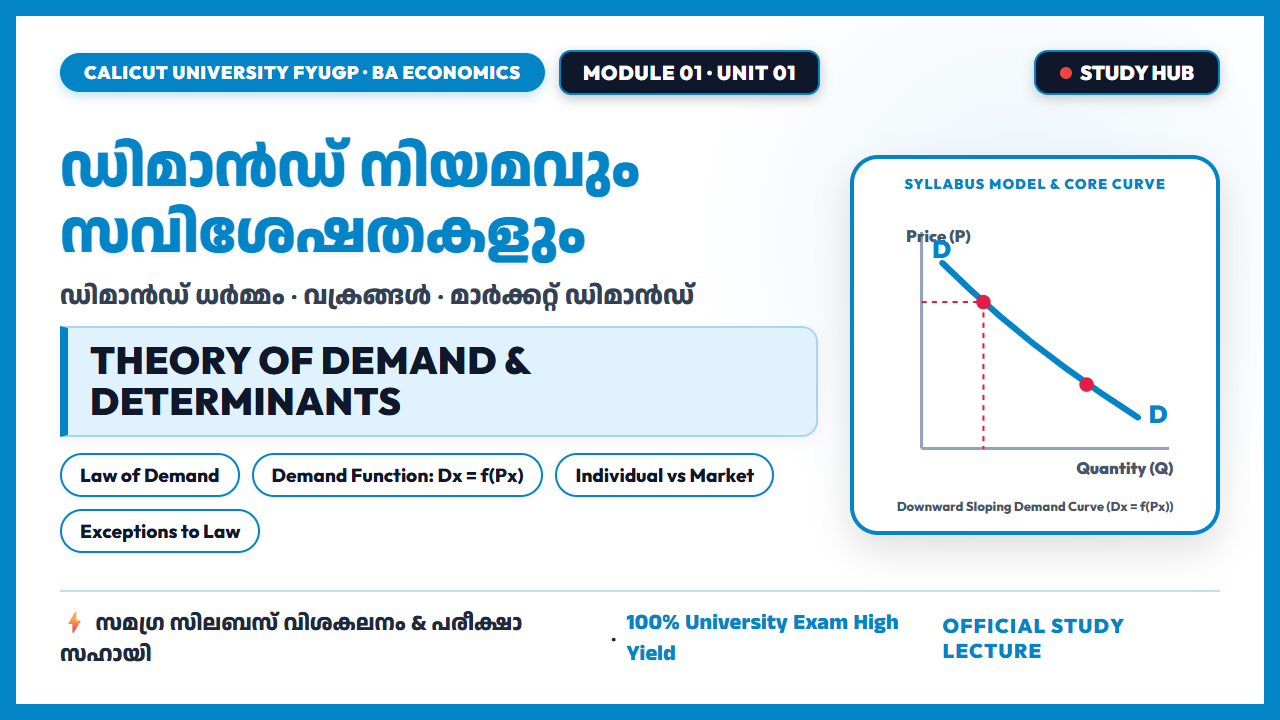 CALICUT UNIVERSITY FYUGP · BA ECONOMICS
MODULE 01 · UNIT 01
STUDY HUB
ഡിമാൻഡ് നിയമവും
സവിശേഷതകളും
ഡിമാൻഡ് ധർമ്മം · വക്രങ്ങൾ · മാർക്കറ്റ് ഡിമാൻഡ്
THEORY OF DEMAND &
DETERMINANTS
Law of Demand
Demand Function: Dx = f(Px)
Individual vs Market
Exceptions to Law
SYLLABUS MODEL & CORE CURVE
Price (P)
D
D
Quantity (Q)
Downward Sloping Demand Curve (Dx = f(Px))
⚡ സമഗ്ര സിലബസ് വിശകലനം & പരീക്ഷാ
സഹായി
·
100% University Exam High
Yield
OFFICIAL STUDY
LECTURE